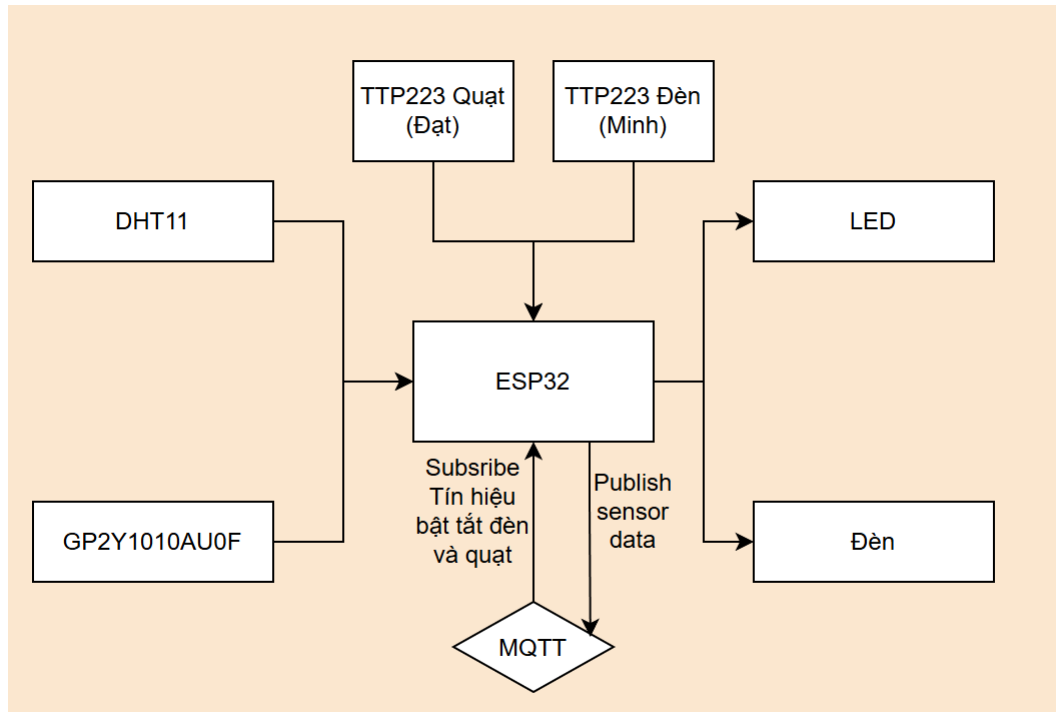 TTP223 Quạt
(Đạt)
TTP223 Đèn
(Minh)
DHT11
LED
ESP32
Subsribe
Tín hiệu
bật tắt đèn
và quạt
Publish
sensor
data
GP2Y1010AU0F
Đèn
MQTT